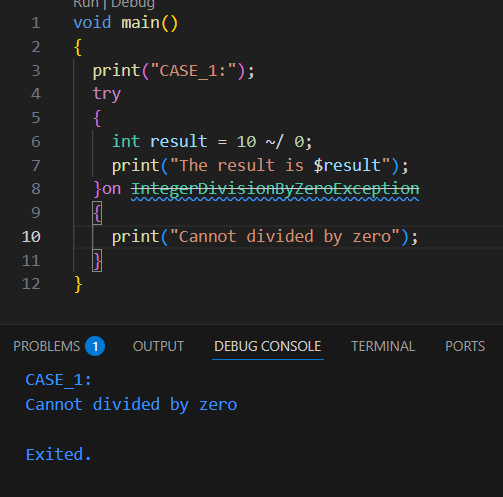 Run | Debug
1 void main()
2 {
3 print("CASE_1:");
4 try
5 {
6 int result = 10 ~/ 0;
7 print("The result is $result");
8 }on IntegerDivisionByZeroException
9 {
10 print("Cannot divided by zero");
11 }
12 }
PROBLEMS 1 OUTPUT DEBUG CONSOLE TERMINAL PORTS
CASE_1:
Cannot divided by zero
Exited.